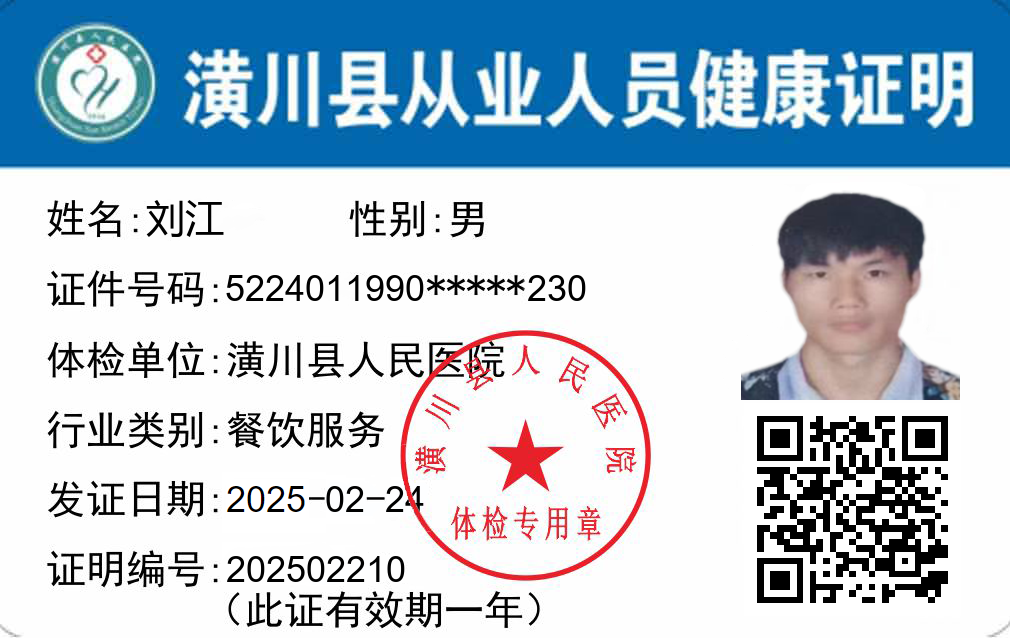 潢川县从业人员健康证明
姓名:刘江 性别:男
证件号码:5224011990*****230
体检单位:潢川县人民医院
行业类别:餐饮服务
发证日期:2025-02-24
证明编号:202502210
（此证有效期一年）
潢川县人民医院
体检专用章